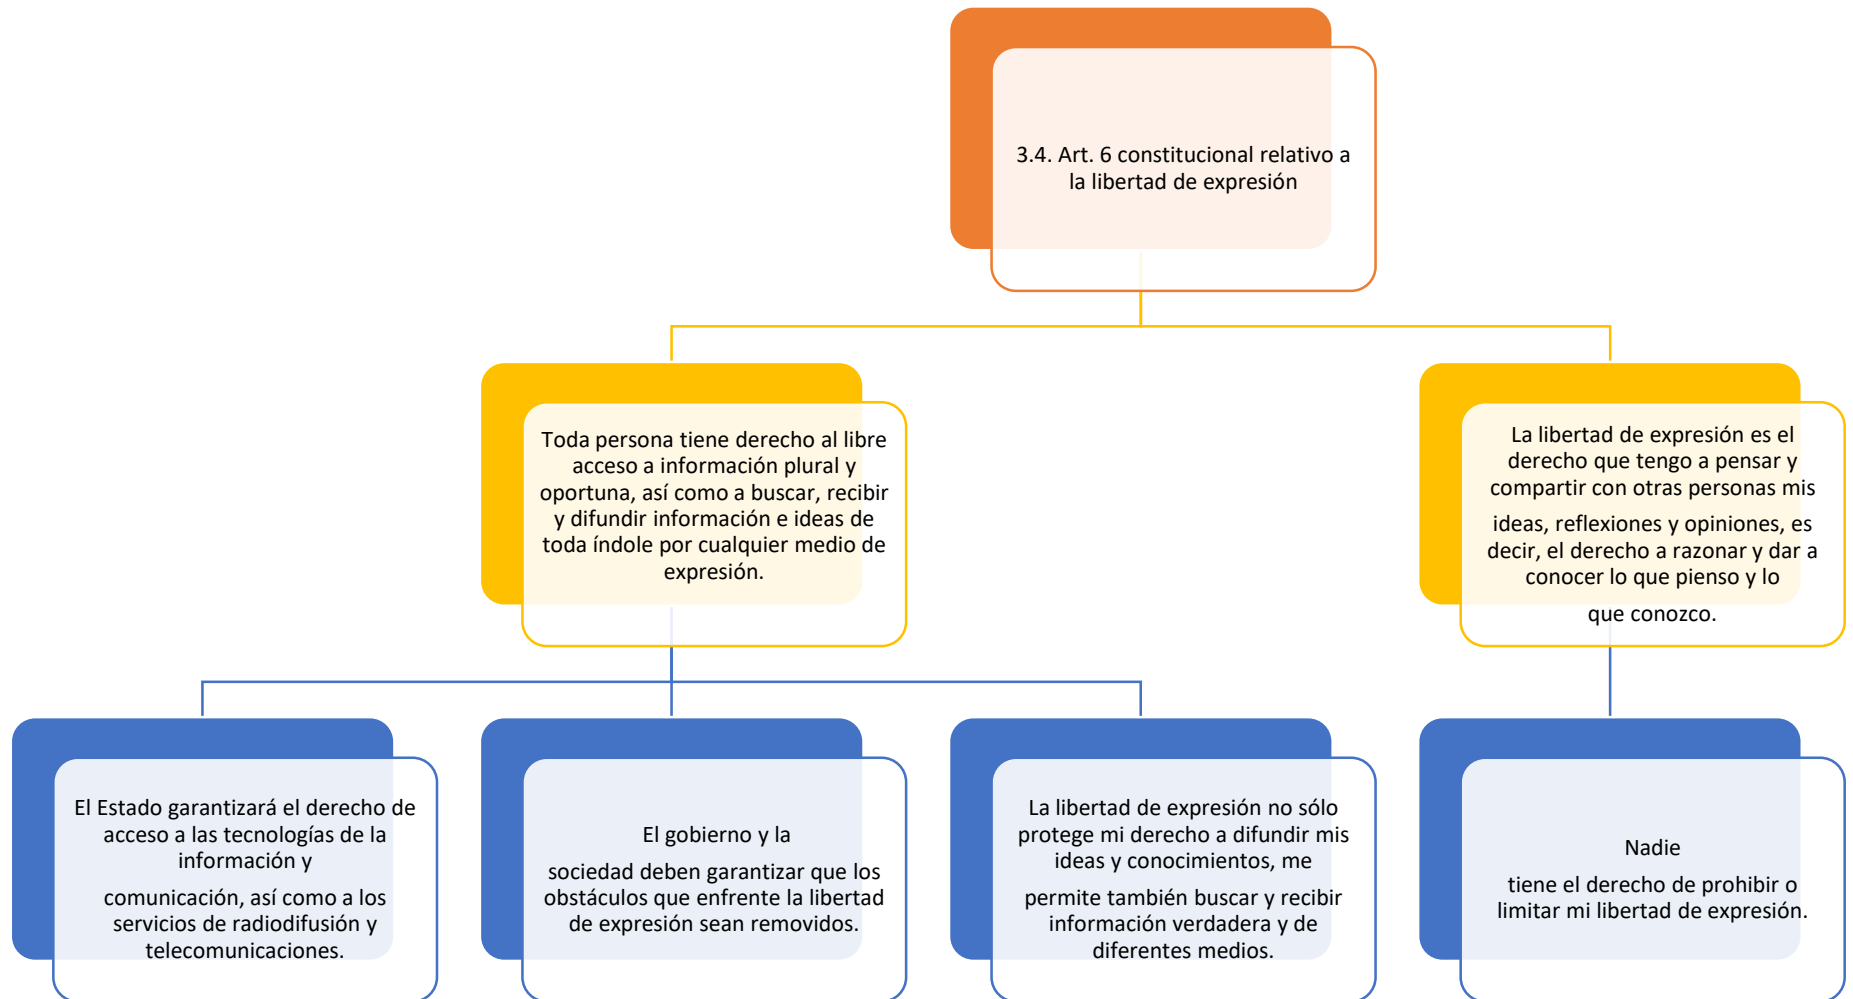 3.4. Art. 6 constitucional relativo a
la libertad de expresión
Toda persona tiene derecho al libre
acceso a información plural y
oportuna, así como a buscar, recibir
y difundir información e ideas de
toda índole por cualquier medio de
expresión.
La libertad de expresión es el
derecho que tengo a pensar y
compartir con otras personas mis
ideas, reflexiones y opiniones, es
decir, el derecho a razonar y dar a
conocer lo que pienso y lo
que conozco.
El Estado garantizará el derecho de
acceso a las tecnologías de la
información y
comunicación, así como a los
servicios de radiodifusión y
telecomunicaciones.
El gobierno y la
sociedad deben garantizar que los
obstáculos que enfrente la libertad
de expresión sean removidos.
La libertad de expresión no sólo
protege mi derecho a difundir mis
ideas y conocimientos, me
permite también buscar y recibir
información verdadera y de
diferentes medios.
Nadie
tiene el derecho de prohibir o
limitar mi libertad de expresión.